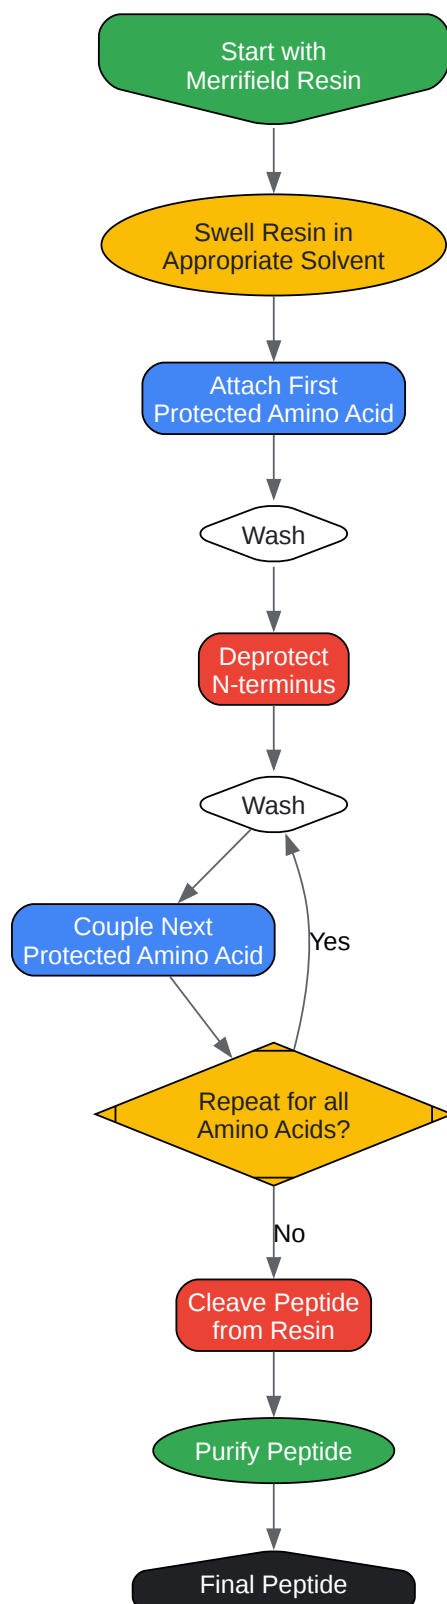 Start with
Merrifield Resin
Swell Resin in
Appropriate Solvent
Attach First
Protected Amino Acid
Wash
Deprotect
N-terminus
Wash
Couple Next
Protected Amino Acid
Yes
Repeat for all
Amino Acids?
No
Cleave Peptide
from Resin
Purify Peptide
Final Peptide